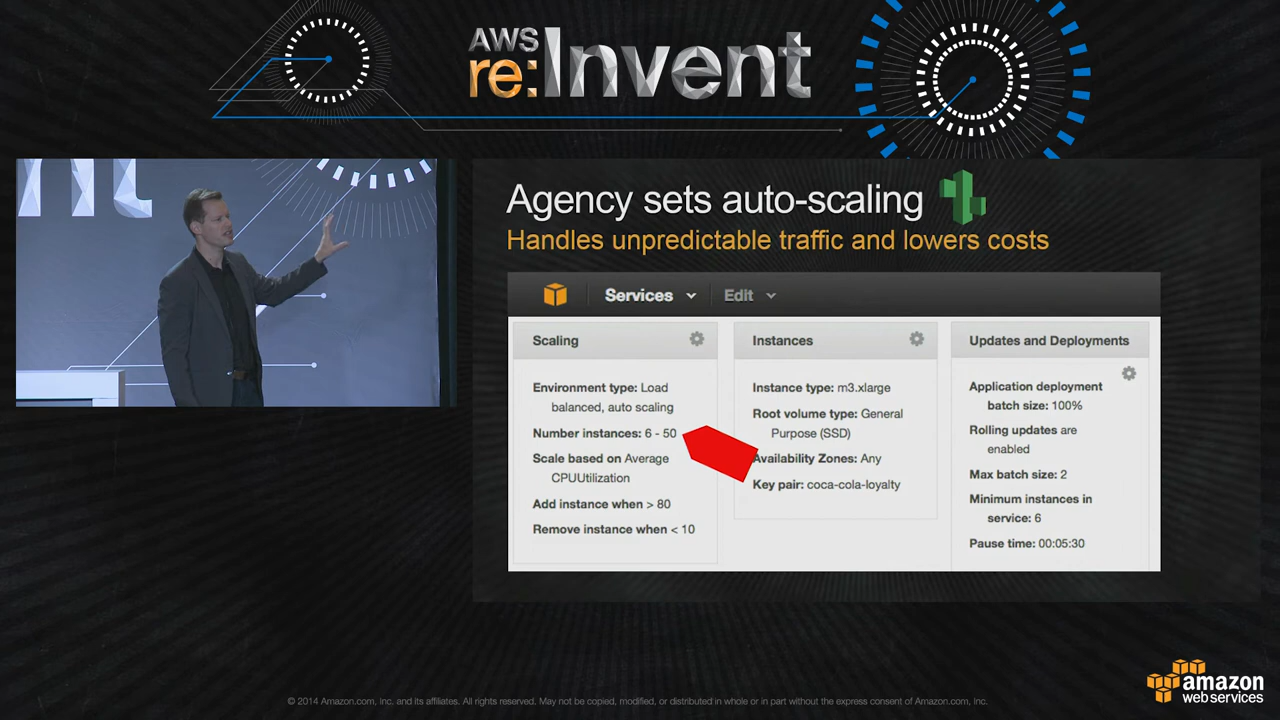 AWS
re:Invent
nt
Agency sets auto-scaling
Handles unpredictable traffic and lowers costs
Services
Edit
Scaling
Environment type: Load
balanced, auto scaling
Number instances: 6 - 50
Scale based on Average
CPUUtilization
Add instance when > 80
Remove instance when < 10
Instances
Instance type: m3.xlarge
Root volume type: General
Purpose (SSD)
Availability Zones: Any
Key pair: coca-cola-loyalty
Updates and Deployments
Application deployment
batch size: 100%
Rolling updates are
enabled
Max batch size: 2
Minimum instances in
service: 6
Pause time: 00:05:30
© 2014 Amazon.com, Inc. and its affiliates. All rights reserved. May not be copied, modified, or distributed in whole or in part without the express consent of Amazon.com, Inc.
amazon
web services